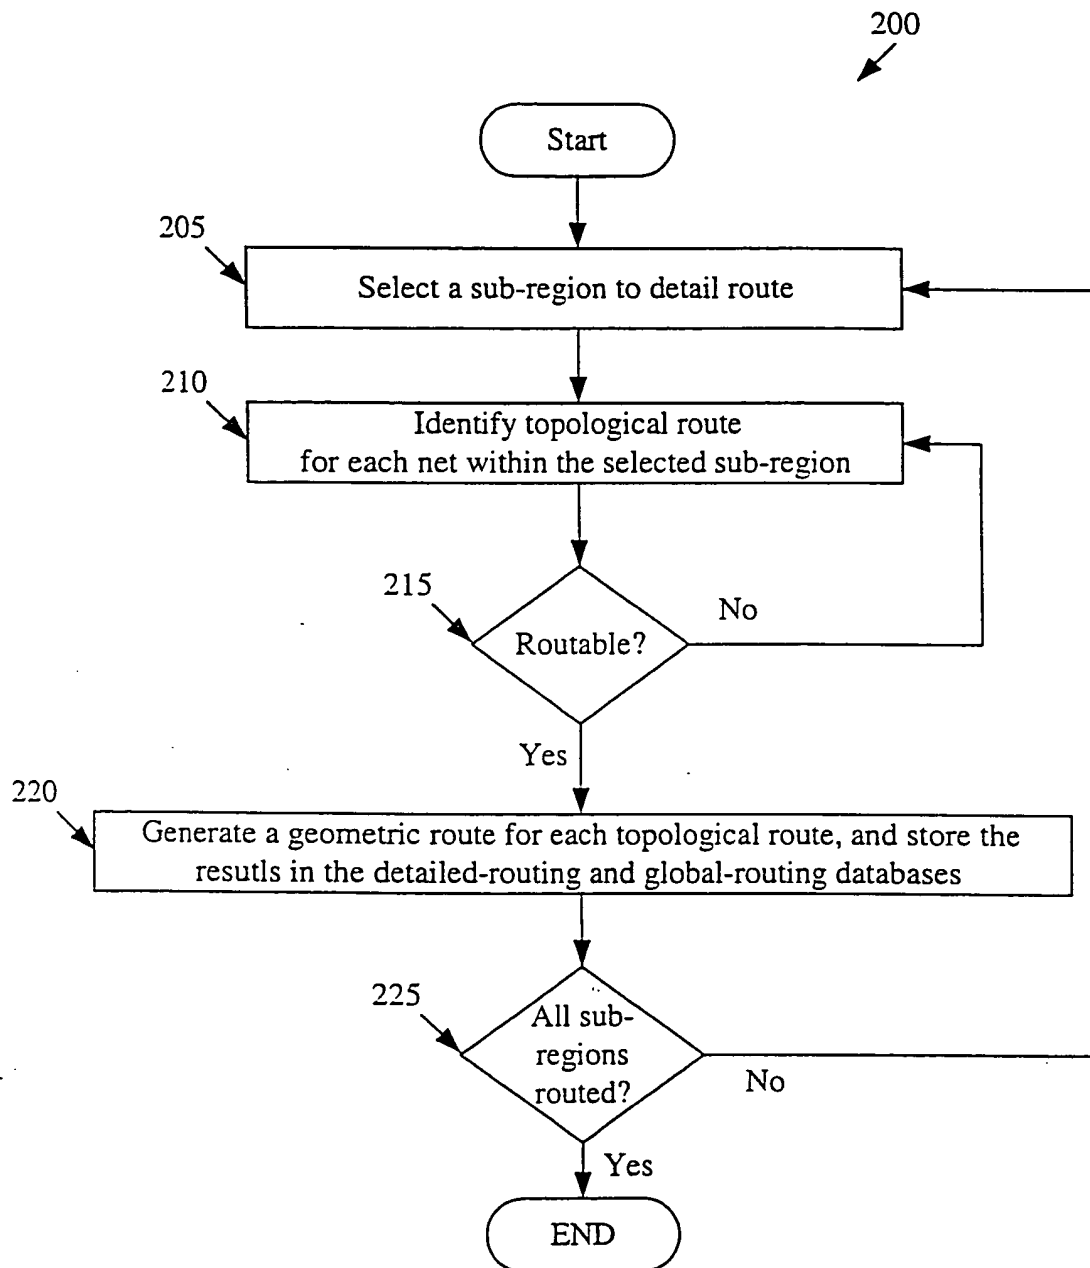 200
Start
205
Select a sub-region to detail route
210
Identify topological route
for each net within the selected sub-region
215
Routable?
No
Yes
220
Generate a geometric route for each topological route, and store the
resutls in the detailed-routing and global-routing databases
225
All sub-
regions
routed?
No
Yes
END